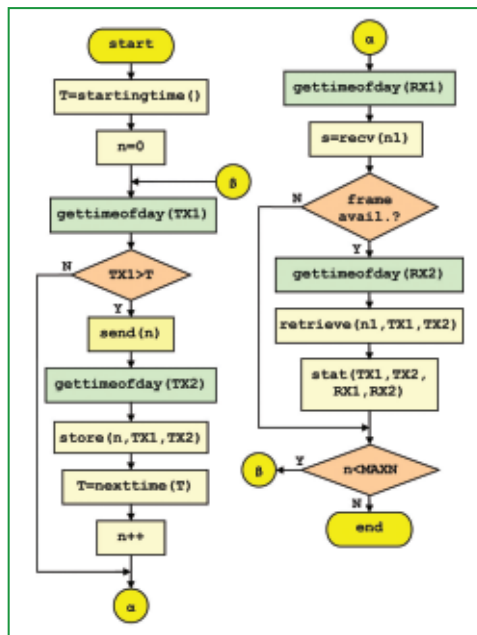 start
T=startingtime()
n=0
β
gettimeofday(TX1)
N
TX1>T
Y
send(n)
gettimeofday(TX2)
store(n,TX1,TX2)
T=nexttime(T)
n++
α
α
gettimeofday(RX1)
s=recv(n1)
N
frame
avail.?
Y
gettimeofday(RX2)
retrieve(n1,TX1,TX2)
stat(TX1,TX2,
RX1,RX2)
β
Y
n<MAXN
N
end